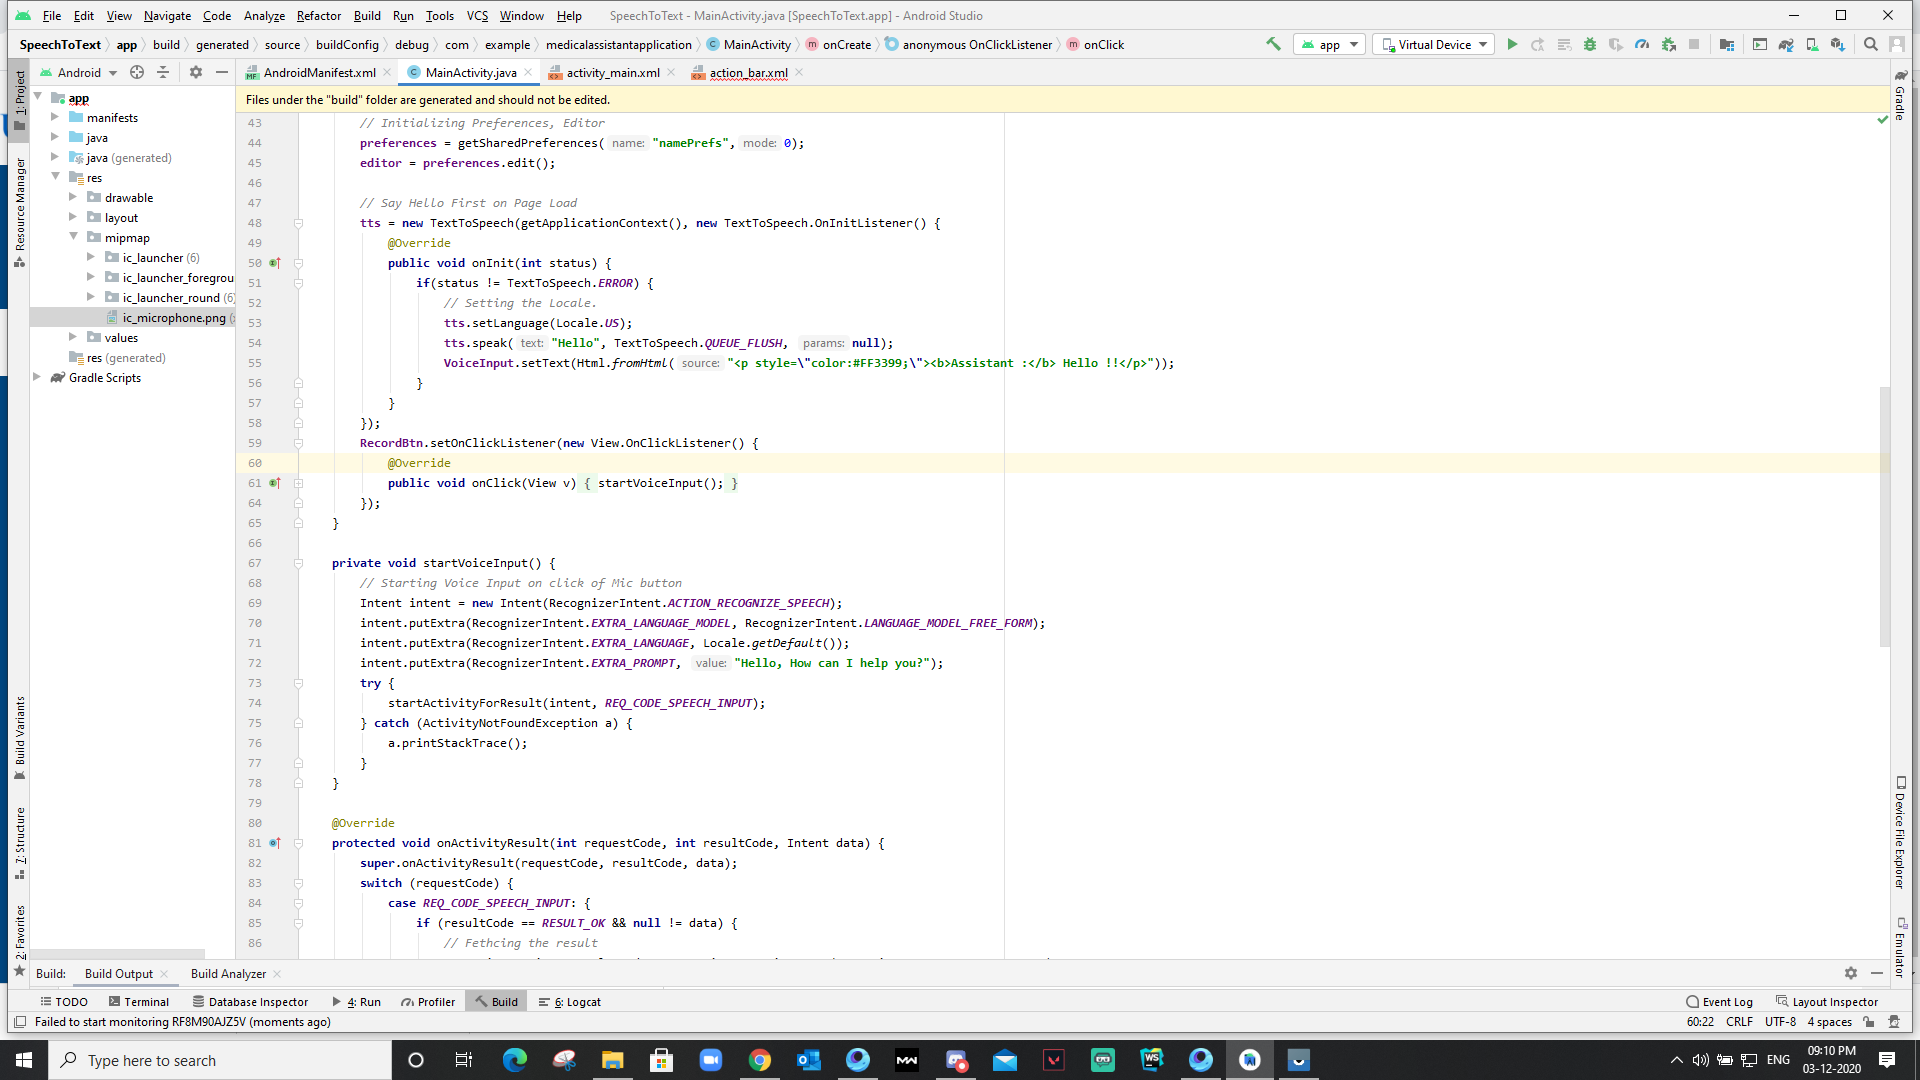 File Edit View Navigate Code Analyze Refactor Build Run Tools VCS Window Help SpeechToText - MainActivity.java [SpeechToText.app] - Android Studio
SpeechToText app build generated source buildConfig debug com example medicalassistantapplication MainActivity onCreate anonymous OnClickListener onClick app Virtual Device
Android AndroidManifest.xml MainActivity.java activity_main.xml action_bar.xml
Files under the "build" folder are generated and should not be edited.
app
manifests
java
java (generated)
res
drawable
layout
mipmap
ic_launcher (6)
ic_launcher_foregrou
ic_launcher_round (6)
ic_microphone.png (
values
res (generated)
Gradle Scripts
1: Project
Resource Manager
Build Variants
7: Structure
2: Favorites
43 // Initializing Preferences, Editor
44 preferences = getSharedPreferences( name: "namePrefs", mode: 0);
45 editor = preferences.edit();
46
47 // Say Hello First on Page Load
48 tts = new TextToSpeech(getApplicationContext(), new TextToSpeech.OnInitListener() {
49 @Override
50 public void onInit(int status) {
51 if(status != TextToSpeech.ERROR) {
52 // Setting the Locale.
53 tts.setLanguage(Locale.US);
54 tts.speak( text: "Hello", TextToSpeech.QUEUE_FLUSH, params: null);
55 VoiceInput.setText(Html.fromHtml( source: "<p style=\"color:#FF3399;\"><b>Assistant :</b> Hello !!</p>"));
56 }
57 }
58 });
59 RecordBtn.setOnClickListener(new View.OnClickListener() {
60 @Override
61 public void onClick(View v) { startVoiceInput(); }
64 });
65 }
66
67 private void startVoiceInput() {
68 // Starting Voice Input on click of Mic button
69 Intent intent = new Intent(RecognizerIntent.ACTION_RECOGNIZE_SPEECH);
70 intent.putExtra(RecognizerIntent.EXTRA_LANGUAGE_MODEL, RecognizerIntent.LANGUAGE_MODEL_FREE_FORM);
71 intent.putExtra(RecognizerIntent.EXTRA_LANGUAGE, Locale.getDefault());
72 intent.putExtra(RecognizerIntent.EXTRA_PROMPT, value: "Hello, How can I help you?");
73 try {
74 startActivityForResult(intent, REQ_CODE_SPEECH_INPUT);
75 } catch (ActivityNotFoundException a) {
76 a.printStackTrace();
77 }
78 }
79
80 @Override
81 protected void onActivityResult(int requestCode, int resultCode, Intent data) {
82 super.onActivityResult(requestCode, resultCode, data);
83 switch (requestCode) {
84 case REQ_CODE_SPEECH_INPUT: {
85 if (resultCode == RESULT_OK && null != data) {
86 // Fethcing the result
Gradle
Device File Explorer
Emulator
Build: Build Output Build Analyzer
TODO Terminal Database Inspector 4: Run Profiler Build 6: Logcat Event Log Layout Inspector
Failed to start monitoring RF8M90AJZ5V (moments ago) 60:22 CRLF UTF-8 4 spaces
Type here to search ENG 09:10 PM
03-12-2020